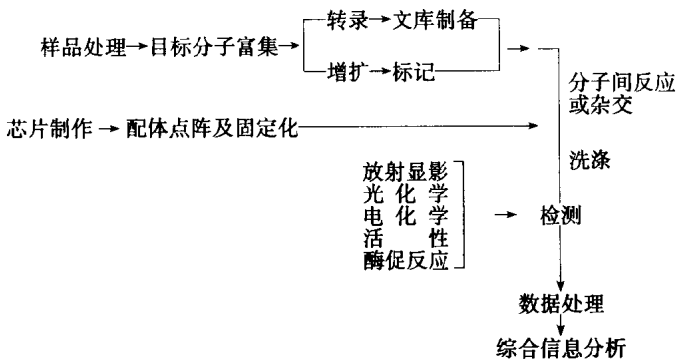 转录→文库制备
样品处理→目标分子富集→
增扩→标记
分子间反应
或杂交
芯片制作→配体点阵及固定化
洗涤
放射显影
光化学
电化学
活性
酶促反应
检测
数据处理
综合信息分析